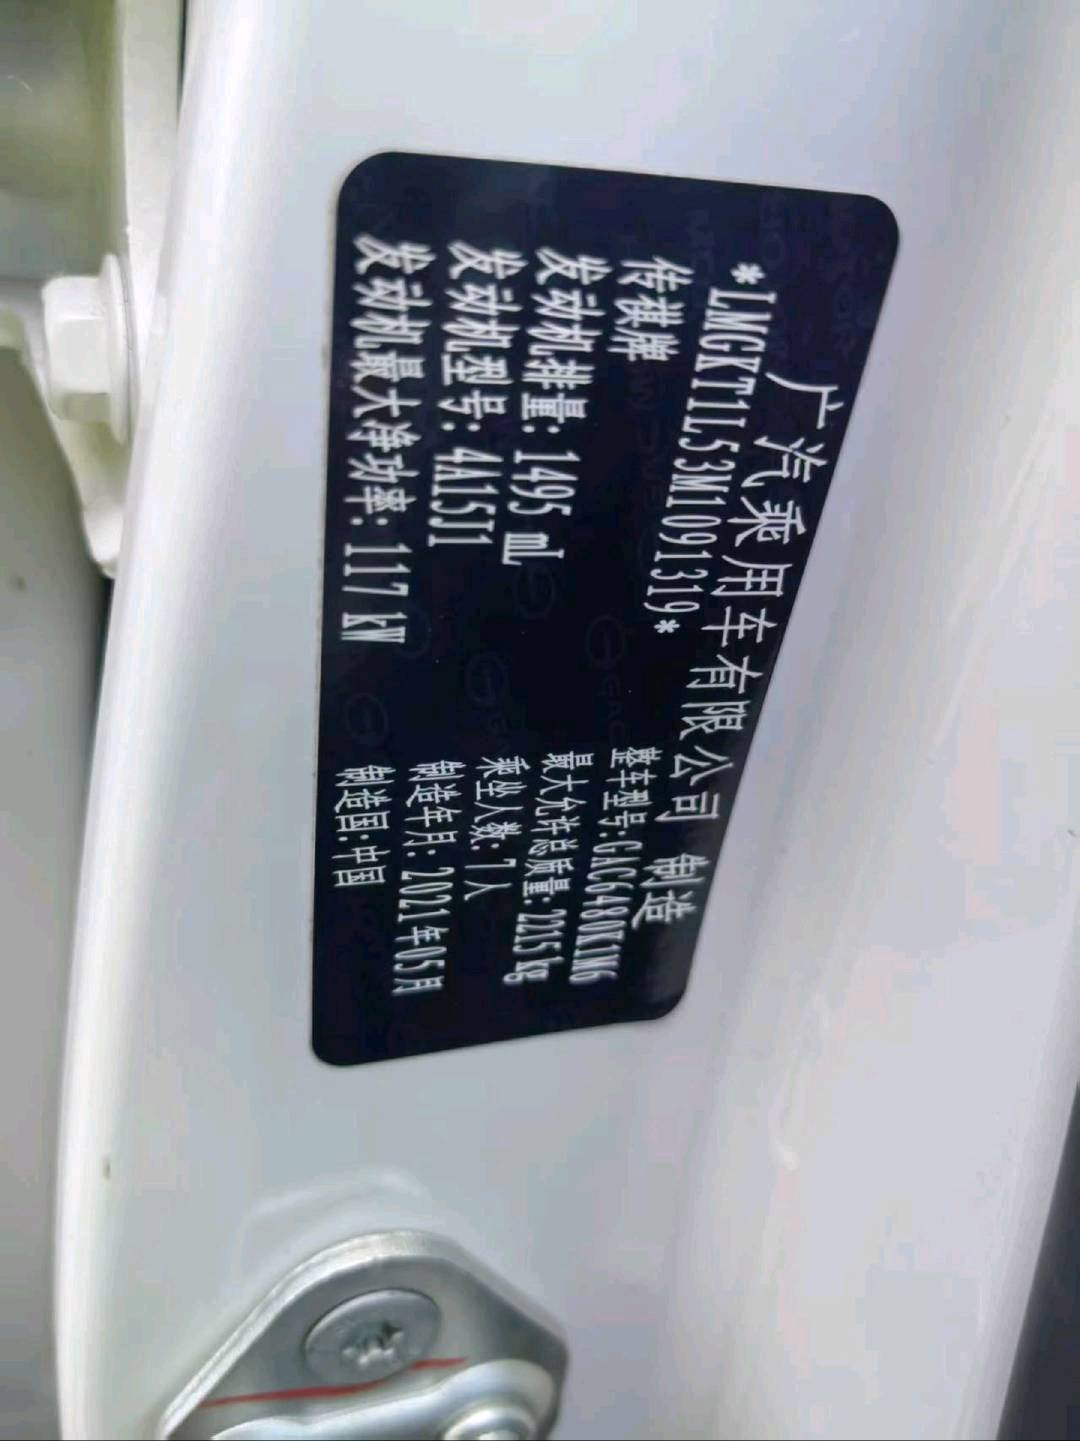 广汽乘用车有限公司 制造
*LMGKT1L53M1091319*
传祺牌 整车型号:GAC6480K1M6
发动机排量: 1495 mL 最大允许总质量:2215kg
发动机型号: 4A15J1 乘坐人数: 7人
发动机最大净功率: 117 kW 制造年月: 2021年05月
制造国:中国